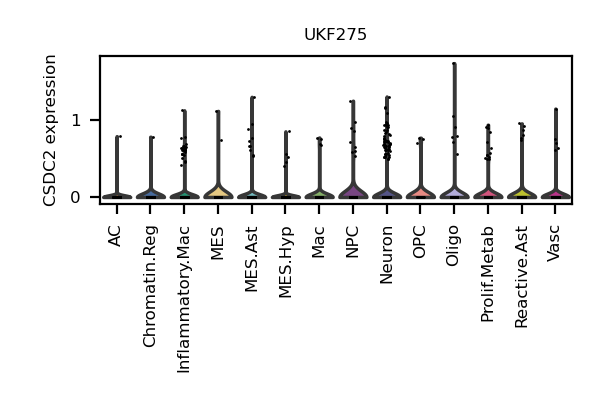 UKF275
CSDC2 expression
1
0
AC
Chromatin.Reg
Inflammatory.Mac
MES
MES.Ast
MES.Hyp
Mac
NPC
Neuron
OPC
Oligo
Prolif.Metab
Reactive.Ast
Vasc